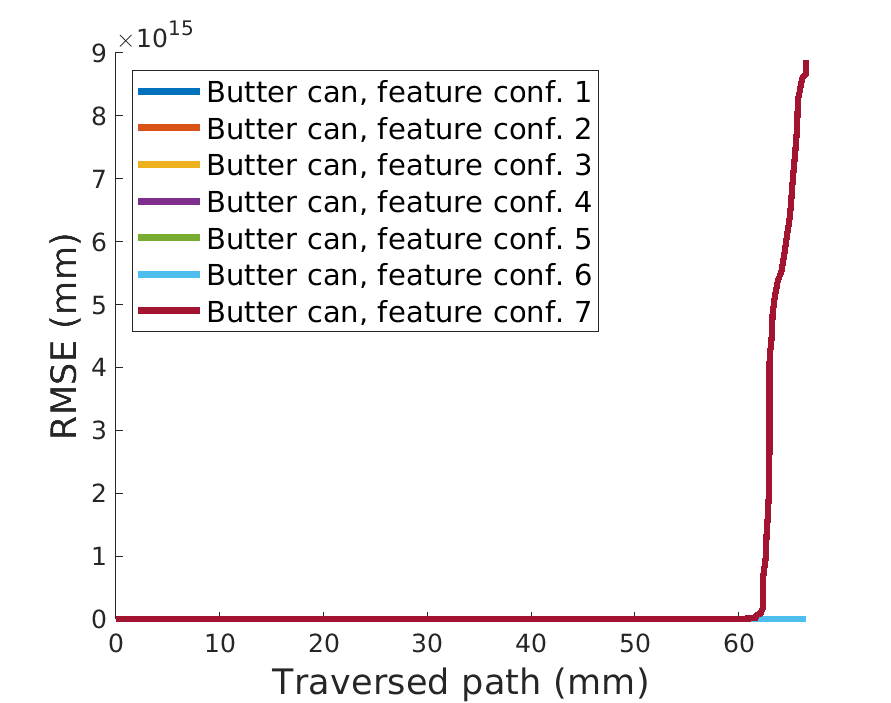 ×10^15
9
8
7
6
5
4
3
2
1
0
RMSE (mm)
Butter can, feature conf. 1
Butter can, feature conf. 2
Butter can, feature conf. 3
Butter can, feature conf. 4
Butter can, feature conf. 5
Butter can, feature conf. 6
Butter can, feature conf. 7
0 10 20 30 40 50 60
Traversed path (mm)